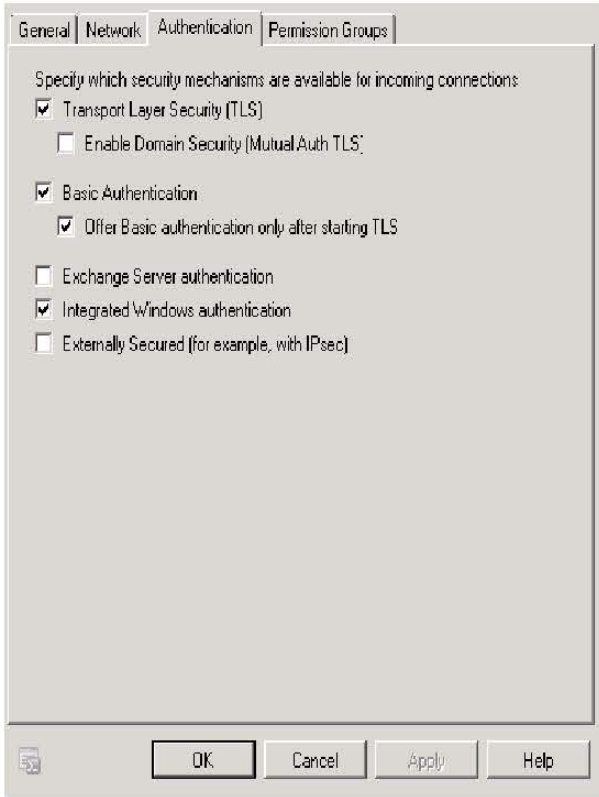 General Network Authentication Permission Groups
Specify which security mechanisms are available for incoming connections
Transport Layer Security (TLS)
Enable Domain Security (Mutual Auth TLS)
Basic Authentication
Offer Basic authentication only after starting TLS
Exchange Server authentication
Integrated Windows authentication
Externally Secured (for example, with IPsec)
OK Cancel Apply Help